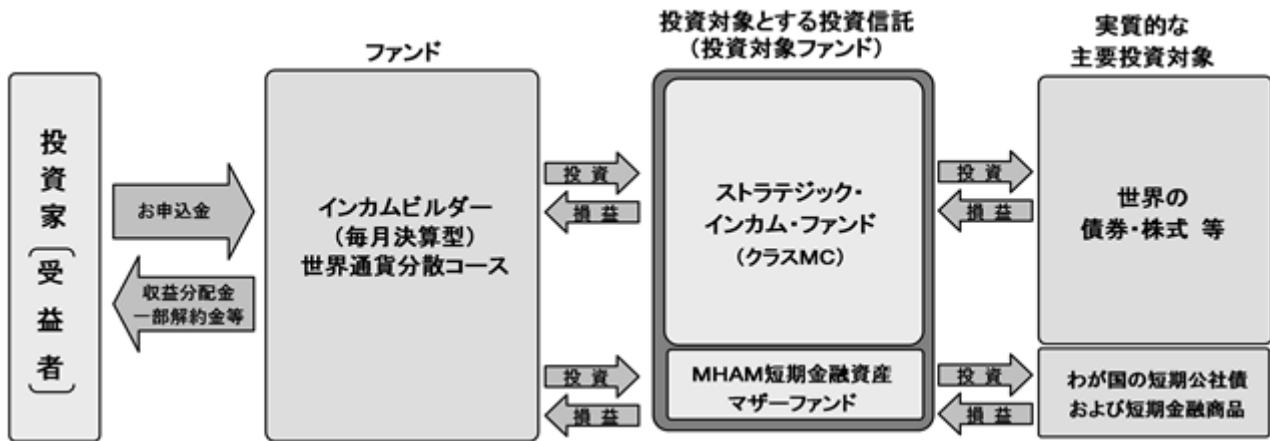 投資対象とする投資信託
（投資対象ファンド）
実質的な
主要投資対象
ファンド
投資家（受益者）
お申込金
収益分配金
一部解約金等
インカムビルダー
（毎月決算型）
世界通貨分散コース
投資
損益
投資
損益
ストラテジック・
インカム・ファンド
（クラスMC）
MHAM短期金融資産
マザーファンド
投資
損益
投資
損益
世界の
債券・株式 等
わが国の短期公社債
および短期金融商品